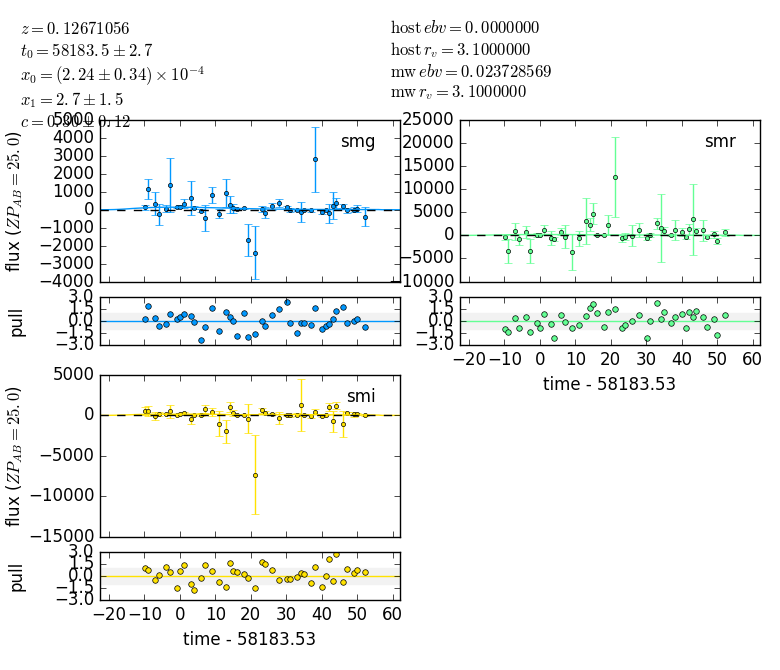 z = 0.12671056
t0 = 58183.5 ± 2.7
x0 = (2.24 ± 0.34) × 10^−4
x1 = 2.7 ± 1.5
c = 0.30 ± 0.12
host ebv = 0.0000000
host r_v = 3.1000000
mw ebv = 0.023728569
mw r_v = 3.1000000
smg
flux (ZP_AB = 25.0)
5000
4000
3000
2000
1000
0
−1000
−2000
−3000
−4000
pull
3.0
1.5
0.0
−1.5
−3.0
smr
25000
20000
15000
10000
5000
0
−5000
−10000
3.0
1.5
0.0
−1.5
−3.0
−20 −10 0 10 20 30 40 50 60
time - 58183.53
smi
flux (ZP_AB = 25.0)
5000
0
−5000
−10000
−15000
pull
3.0
1.5
0.0
−1.5
−3.0
−20 −10 0 10 20 30 40 50 60
time - 58183.53